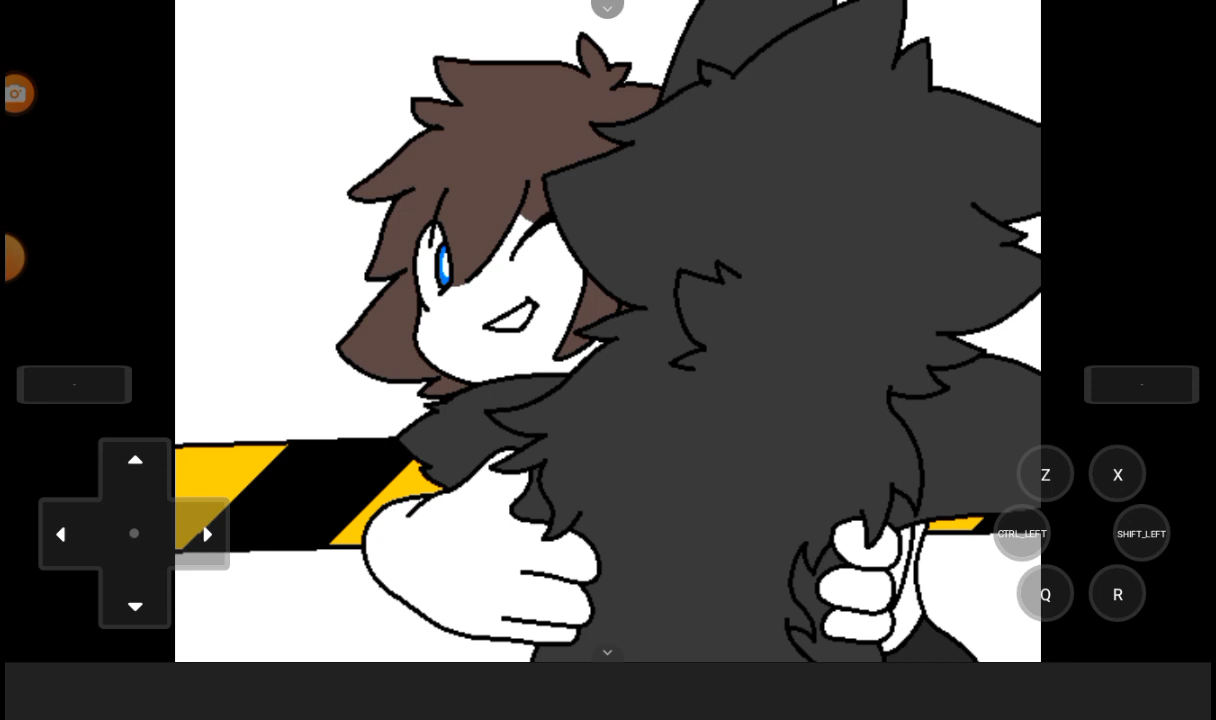 -
-
Z
X
CTRL_LEFT
SHIFT_LEFT
Q
R